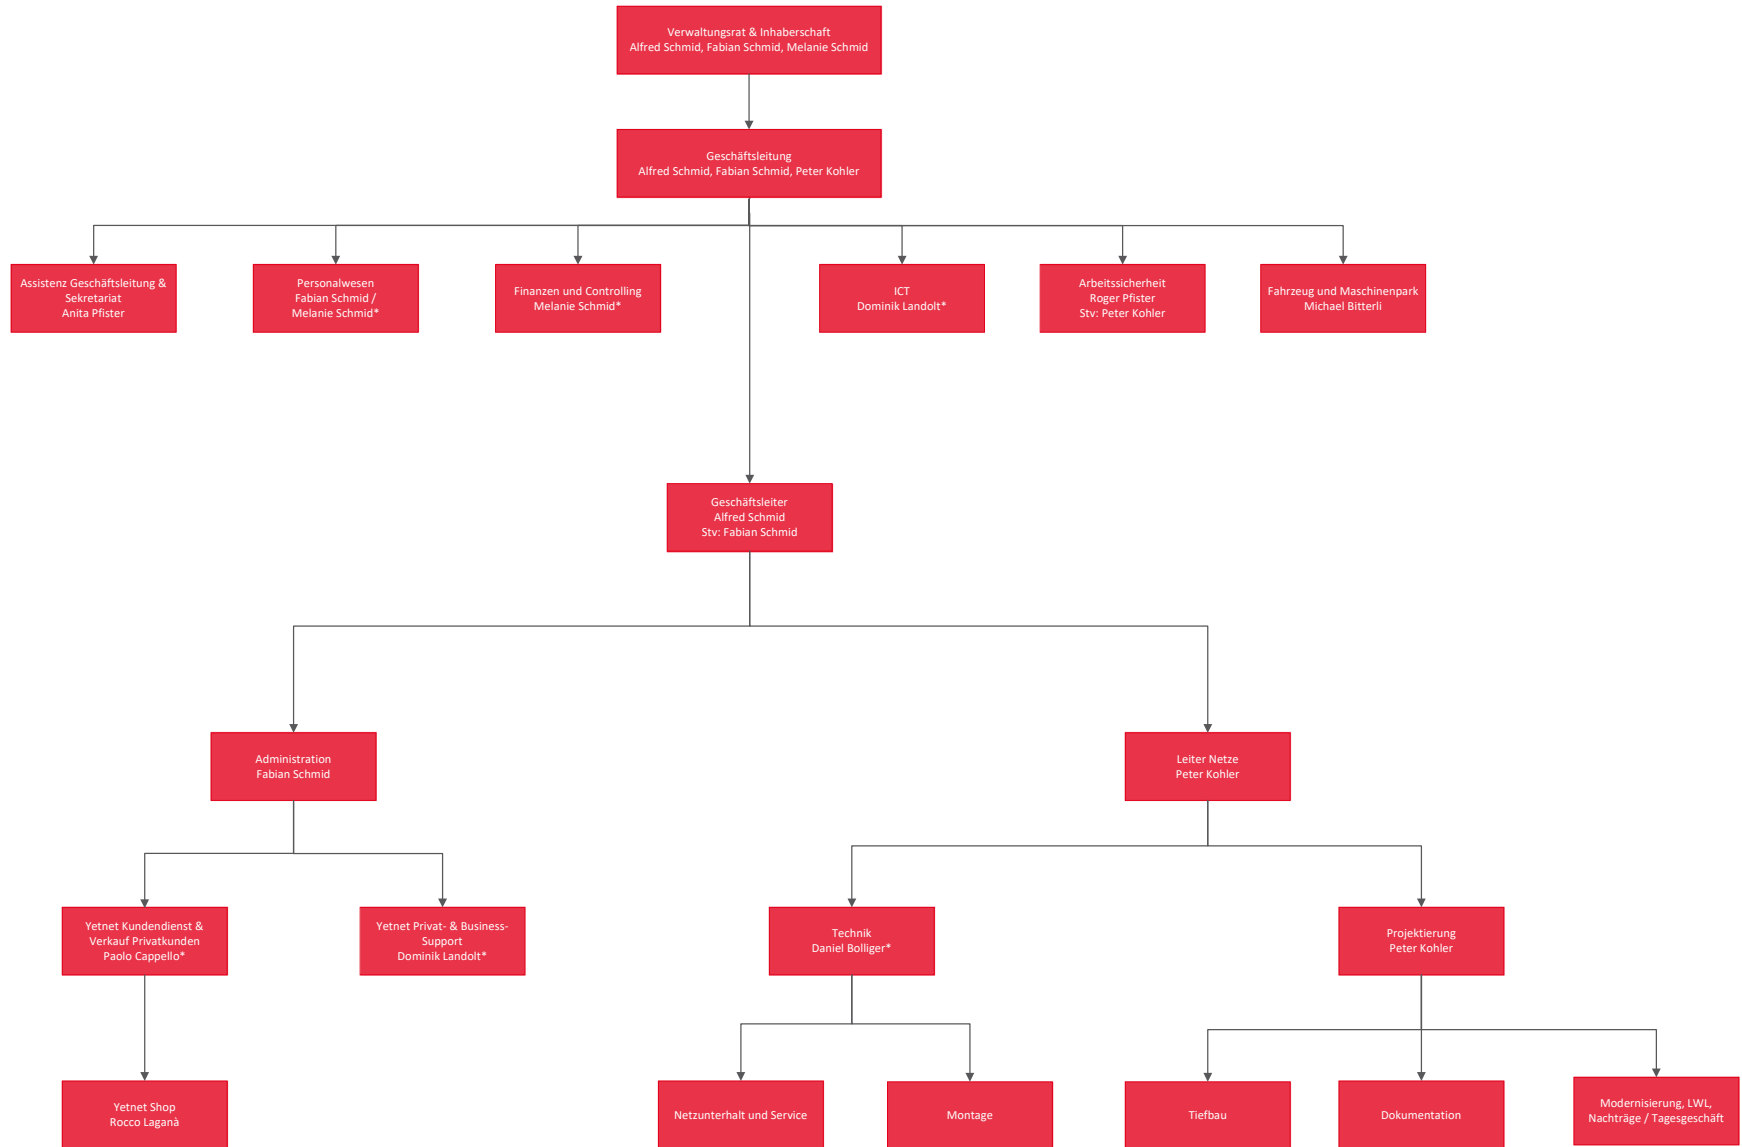 Verwaltungsrat & Inhaberschaft
Alfred Schmid, Fabian Schmid, Melanie Schmid
Geschäftsleitung
Alfred Schmid, Fabian Schmid, Peter Kohler
Assistenz Geschäftsleitung &
Sekretariat
Anita Pfister
Personalwesen
Fabian Schmid /
Melanie Schmid*
Finanzen und Controlling
Melanie Schmid*
ICT
Dominik Landolt*
Arbeitssicherheit
Roger Pfister
Stv: Peter Kohler
Fahrzeug und Maschinenpark
Michael Bitterli
Geschäftsleiter
Alfred Schmid
Stv: Fabian Schmid
Administration
Fabian Schmid
Leiter Netze
Peter Kohler
Yetnet Kundendienst &
Verkauf Privatkunden
Paolo Cappello*
Yetnet Privat- & Business-
Support
Dominik Landolt*
Technik
Daniel Bolliger*
Projektierung
Peter Kohler
Yetnet Shop
Rocco Laganà
Netzunterhalt und Service
Montage
Tiefbau
Dokumentation
Modernisierung, LWL,
Nachträge / Tagesgeschäft